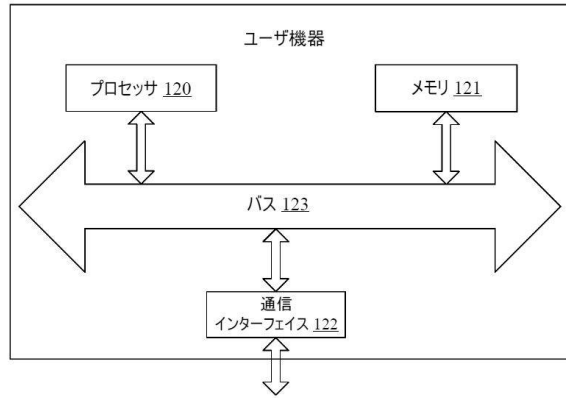 ユーザ機器
プロセッサ 120
メモリ 121
バス 123
通信
インターフェイス 122